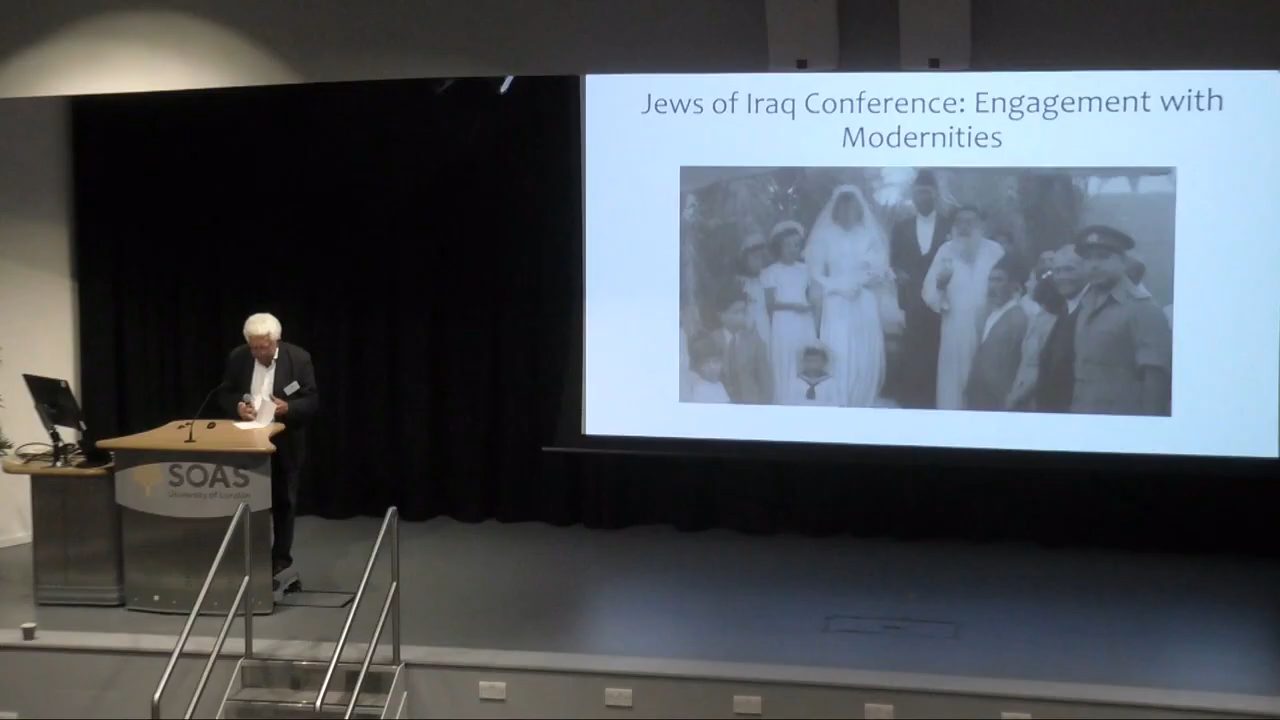 Jews of Iraq Conference: Engagement with
Modernities
SOAS
University of London